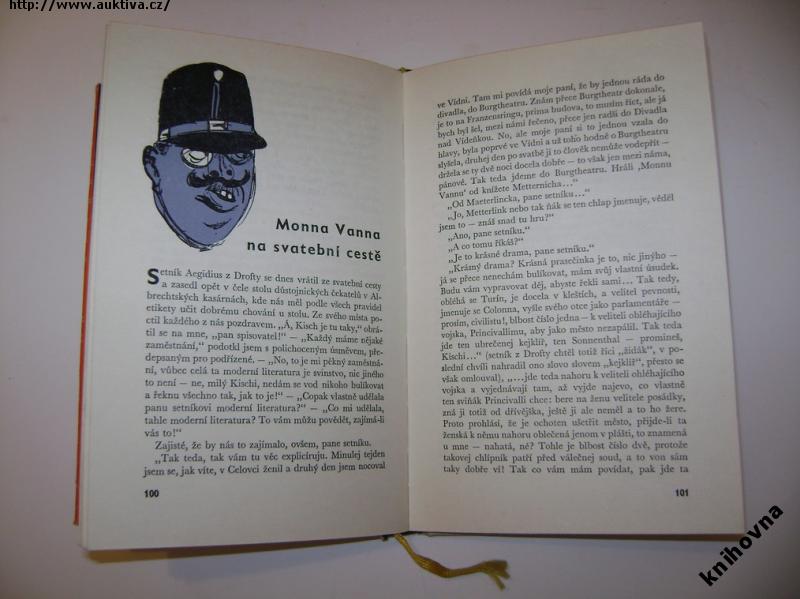 http://www.auktiva.cz/
Monna Vanna
na svatební cestě
Setník Aegidius z Drofty se dnes vrátil ze svatební cesty
a zasedl opět v čele stolu důstojnických čekatelů v Al-
brechtských kasárnách, kde nás měl podle všech pravidel
etikety učit dobrému chování u stolu. Ze svého místa po-
ctil každého z nás pozdravem. „Á, Kisch je tu taky,“ obrá-
til se na mne, „pan spisovatel!“ — „Každý máme nějaké
zaměstnání,“ podotkl jsem s polichoceným úsměvem, pře-
depsaným pro podřízené. — „No, to je mi pěkný zaměst-
nání, vůbec celá ta moderní literatura je svinstvo, nic jiného
to není — ne, milý Kischi, nedám se vod nikoho bulíkovat
a řeknu všechno tak, jak to je!“ — „Copak vlastně udělala
panu setníkovi moderní literatura?“ — „Co mi udělala,
tahle moderní literatura? To vám můžu povědět, zajímá-li
vás to!“
Zajisté, že by nás to zajímalo, ovšem, pane setníku.
„Tak teda, tak vám tu věc explicíruju. Minulej tejden
jsem se, jak víte, v Celovci ženil a druhý den jsem nocoval
100
ve Vídni. Tam mi povídá moje paní, že by jednou ráda do
divadla, do Burgtheatru. Znám přece Burgtheatr dokonale,
je to na Franzensringu, prima budova, to musím říct, ale já
bych byl šel, mezi námi řečeno, přece jen radši do Divadla
nad Vídeňkou. No, ale moje paní si to jednou vzala do
hlavy, byla poprvé ve Vídni a už toho hodně o Burgtheatru
slyšela, druhej den po svatbě ji to člověk nemůže vodepřít —
držela se ty dvě noci docela dobře — to však jen mezi náma,
pánové. Tak teda jdeme do Burgtheatru. Hráli ‚Monnu
Vannu‘ od knížete Metternicha...“
„Od Maeterlincka, pane setníku...“
„Jo, Metterlink nebo tak ňák se ten chlap jmenuje, věděl
jsem to — znáš snad tu hru?“
„Ano, pane setníku.“
„A co tomu říkáš?“
„Je to krásné drama, pane setníku.“
„Krásný drama? Krásná prasečinka je to, nic jinýho —
já se přece nenechám bulíkovat, mám svůj vlastní úsudek.
Budu vám vypravovat děj, abyste řekli sami... Tak tedy,
obléhá se Turín, je docela v kleštích, a velitel pevnosti,
jmenuje se Colonna, vyšle svého otce jako parlamentáře —
prosím, civilistu!, blbost číslo jedna — k veliteli obléhajícího
vojska, Princivallimu, aby jako město nezapálil. Tak teda
jde ten ubrečenej kejklíř, ten Sonnenthal — promineš,
Kischi...“ (setník z Drofty chtěl totiž říci „židák“, v po-
slední chvíli nahradil ono slovo slovem „kejklíř“, přesto se
však omlouval), „...jde teda nahoru k veliteli obléhajícího
vojska a vyjednávají tam, až vyjde najevo, co vlastně
ten sviňák Princivalli chce: bere na ženu velitele posádky,
zná ji totiž od dřívějška, ještě ji ale neměl a to ho žere.
Proto prohlásí, že je ochoten ušetřit město, přijde-li ta
ženská k němu nahoru oblečená jenom v plášti, to znamená
u mne — nahatá, ne? Tohle je blbost číslo dvě, protože
takovej chlípník patří před válečnej soud, a to von sám
taky dobře ví! Tak co vám mám povídat, pak jde ta
101
knihovna